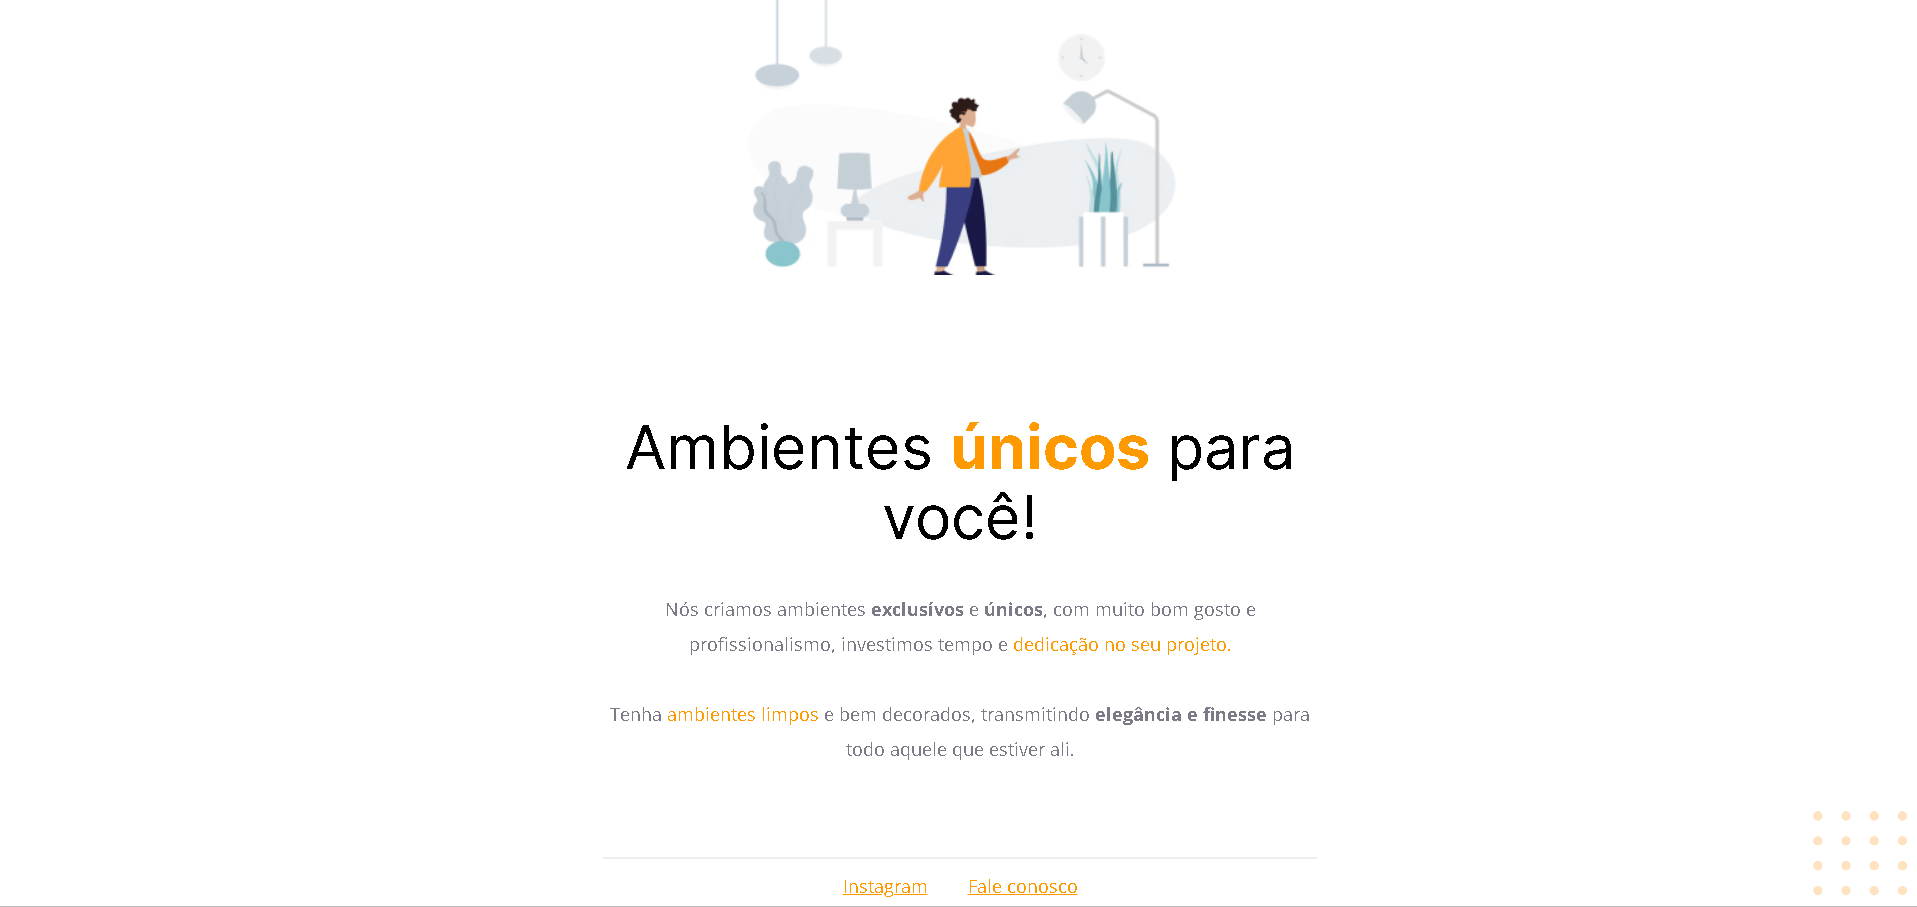 Ambientes únicos para
você!
Nós criamos ambientes exclusívos e únicos, com muito bom gosto e
profissionalismo, investimos tempo e dedicação no seu projeto.
Tenha ambientes limpos e bem decorados, transmitindo elegância e finesse para
todo aquele que estiver ali.
Instagram Fale conosco